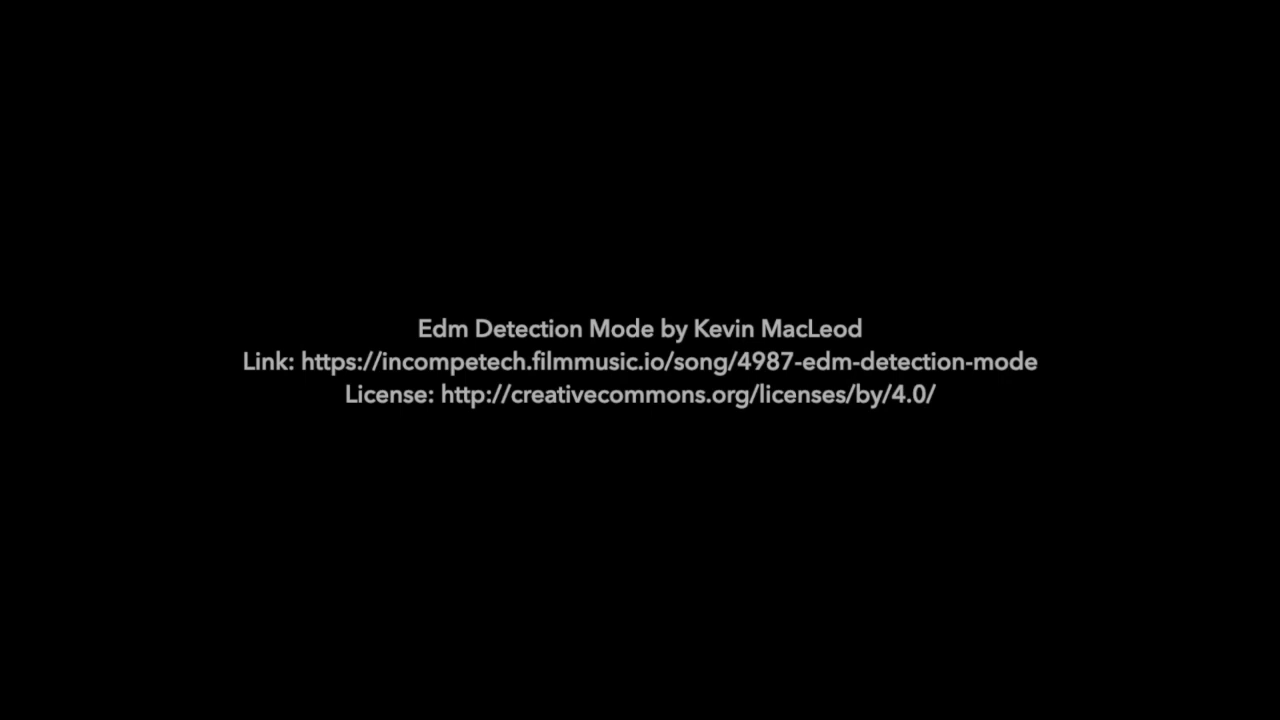 Edm Detection Mode by Kevin MacLeod
Link: https://incompetech.filmmusic.io/song/4987-edm-detection-mode
License: http://creativecommons.org/licenses/by/4.0/